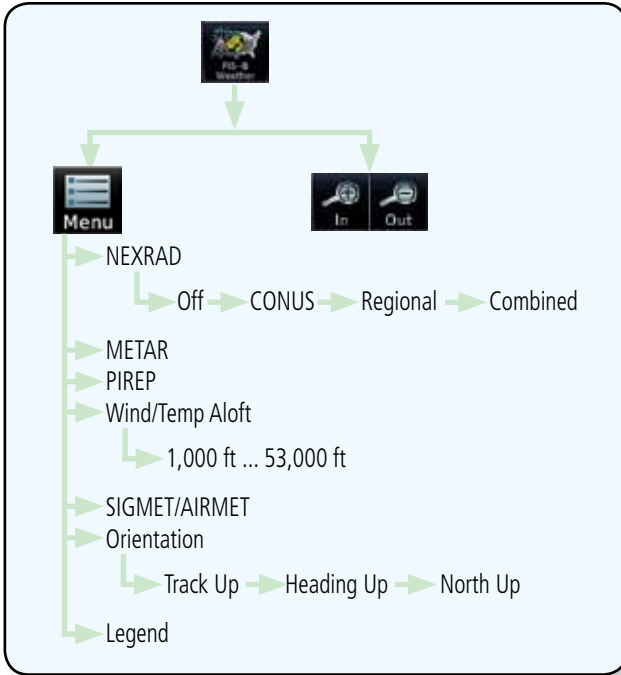 FIS-B
Weather
Menu
In Out
NEXRAD
Off CONUS Regional Combined
METAR
PIREP
Wind/Temp Aloft
1,000 ft ... 53,000 ft
SIGMET/AIRMET
Orientation
Track Up Heading Up North Up
Legend